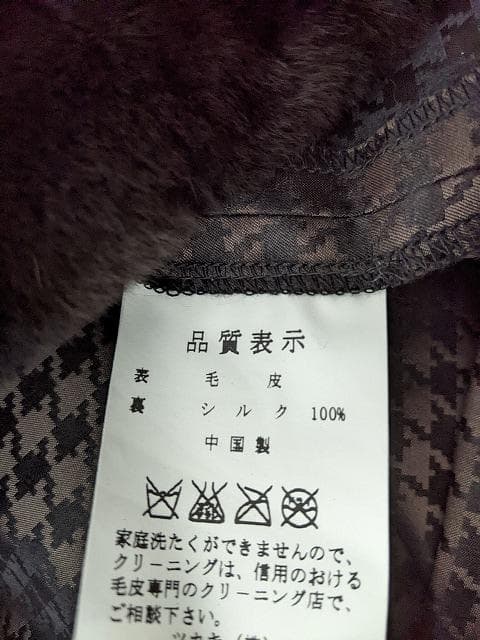 品質表示
表 毛 皮
裏 シルク 100%
中国製
家庭洗たくができませんので、
クリーニングは、信用のおける
毛皮専門のクリーニング店で、
ご相談下さい。